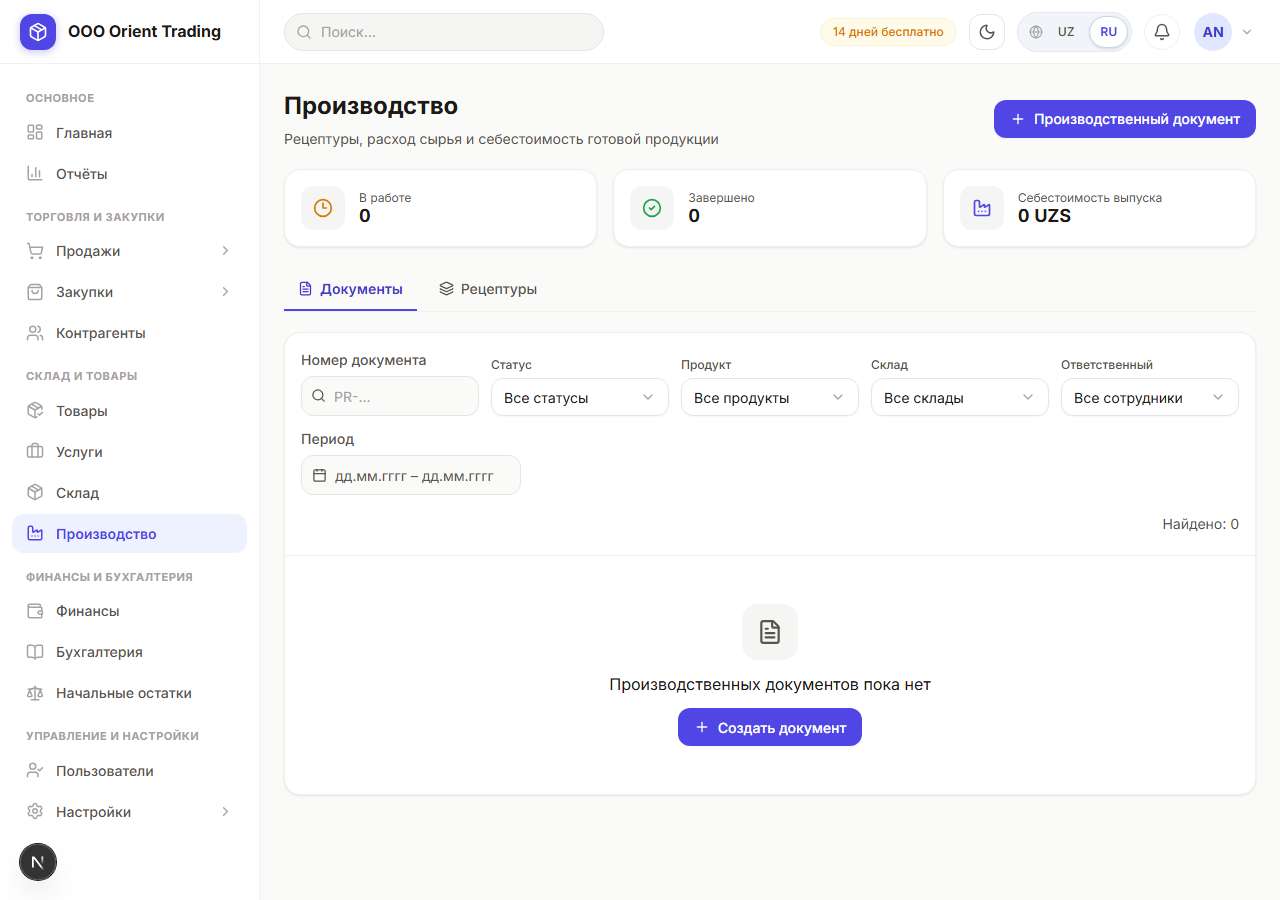 ООО Orient Trading
Поиск...
14 дней бесплатно
UZ
RU
AN
ОСНОВНОЕ
Главная
Отчёты
ТОРГОВЛЯ И ЗАКУПКИ
Продажи
Закупки
Контрагенты
СКЛАД И ТОВАРЫ
Товары
Услуги
Склад
Производство
ФИНАНСЫ И БУХГАЛТЕРИЯ
Финансы
Бухгалтерия
Начальные остатки
УПРАВЛЕНИЕ И НАСТРОЙКИ
Пользователи
Настройки
N
Производство
Рецептуры, расход сырья и себестоимость готовой продукции
Производственный документ
В работе
0
Завершено
0
Себестоимость выпуска
0 UZS
Документы
Рецептуры
Номер документа
PR-...
Статус
Все статусы
Продукт
Все продукты
Склад
Все склады
Ответственный
Все сотрудники
Период
дд.мм.гггг – дд.мм.гггг
Найдено: 0
Производственных документов пока нет
Создать документ